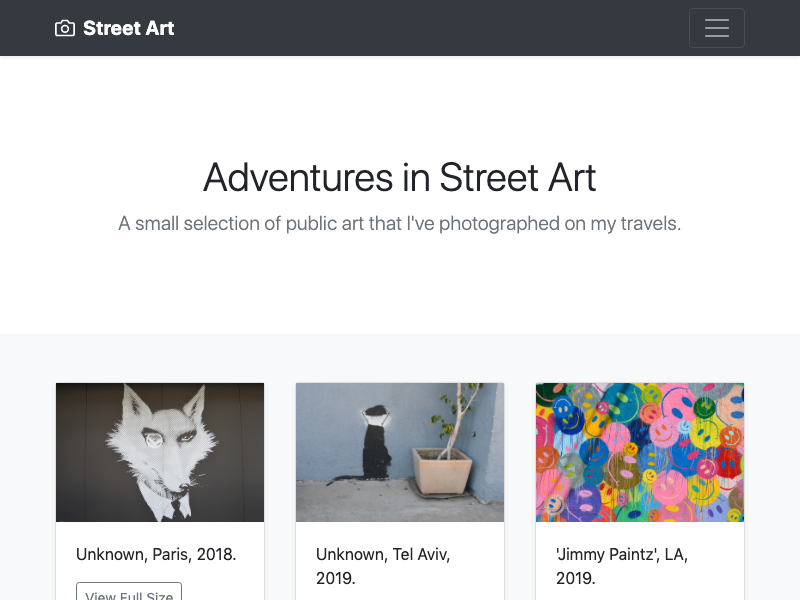 Street Art
Adventures in Street Art
A small selection of public art that I've photographed on my travels.
Unknown, Paris, 2018.
Unknown, Tel Aviv,
2019.
'Jimmy Paintz', LA,
2019.
View Full Size